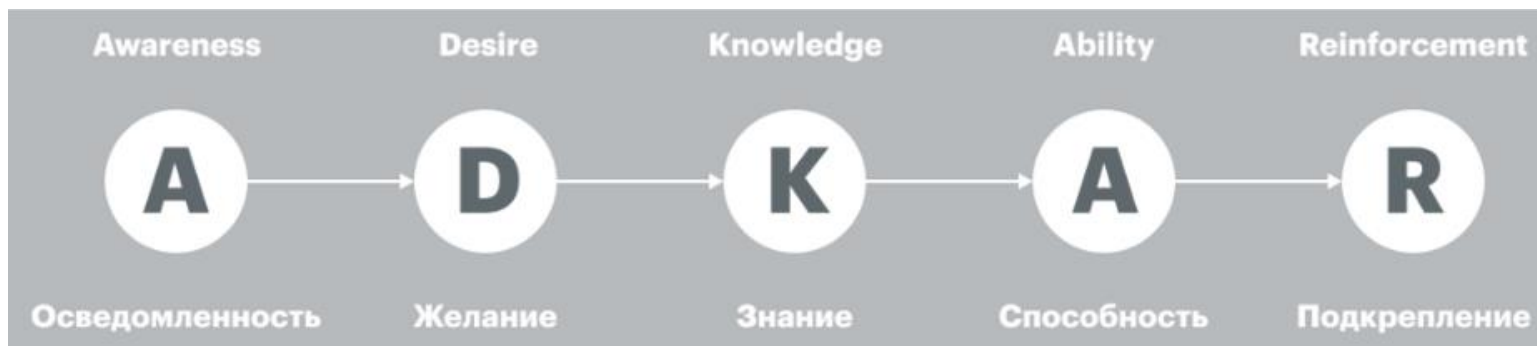 Awareness Desire Knowledge Ability Reinforcement
A D K A R
Осведомленность Желание Знание Способность Подкрепление